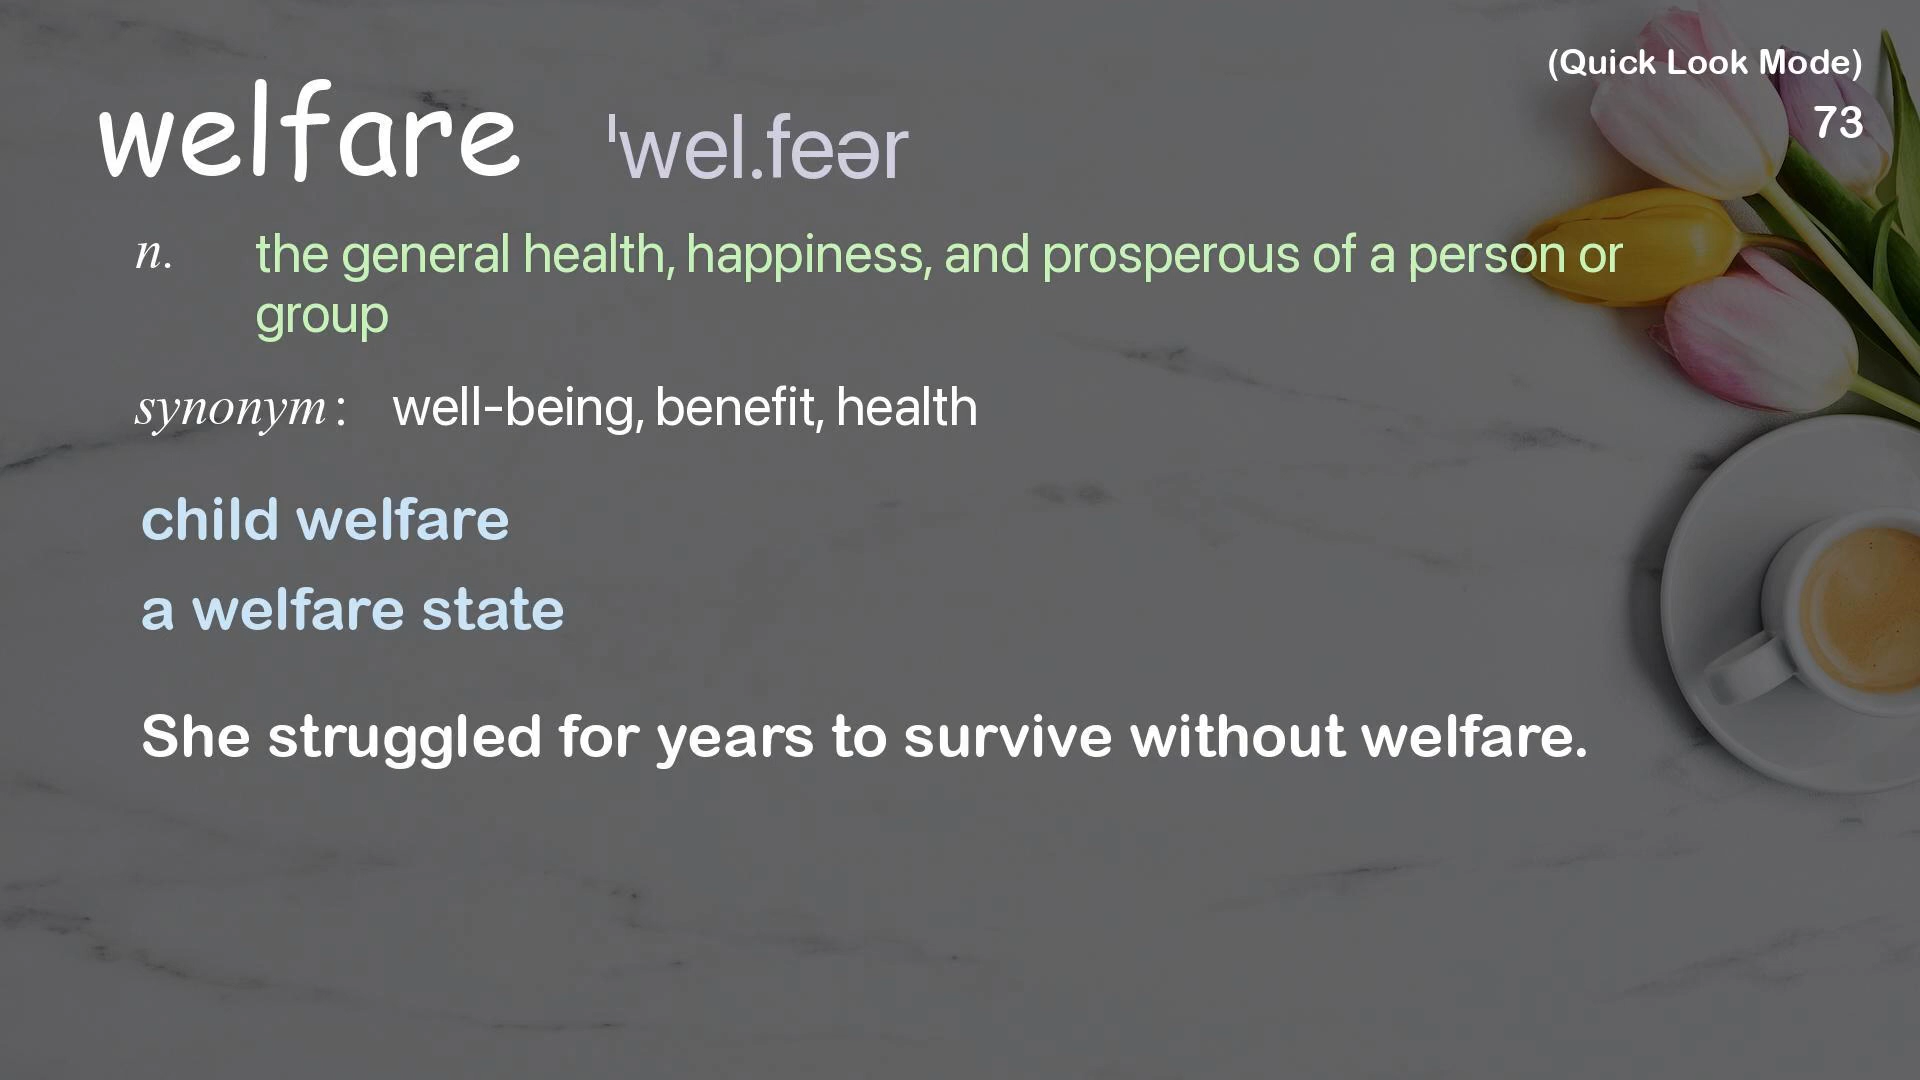 (Quick Look Mode)
73
welfare ˈwel.feər
n. the general health, happiness, and prosperous of a person or
group
synonym: well-being, benefit, health
child welfare
a welfare state
She struggled for years to survive without welfare.